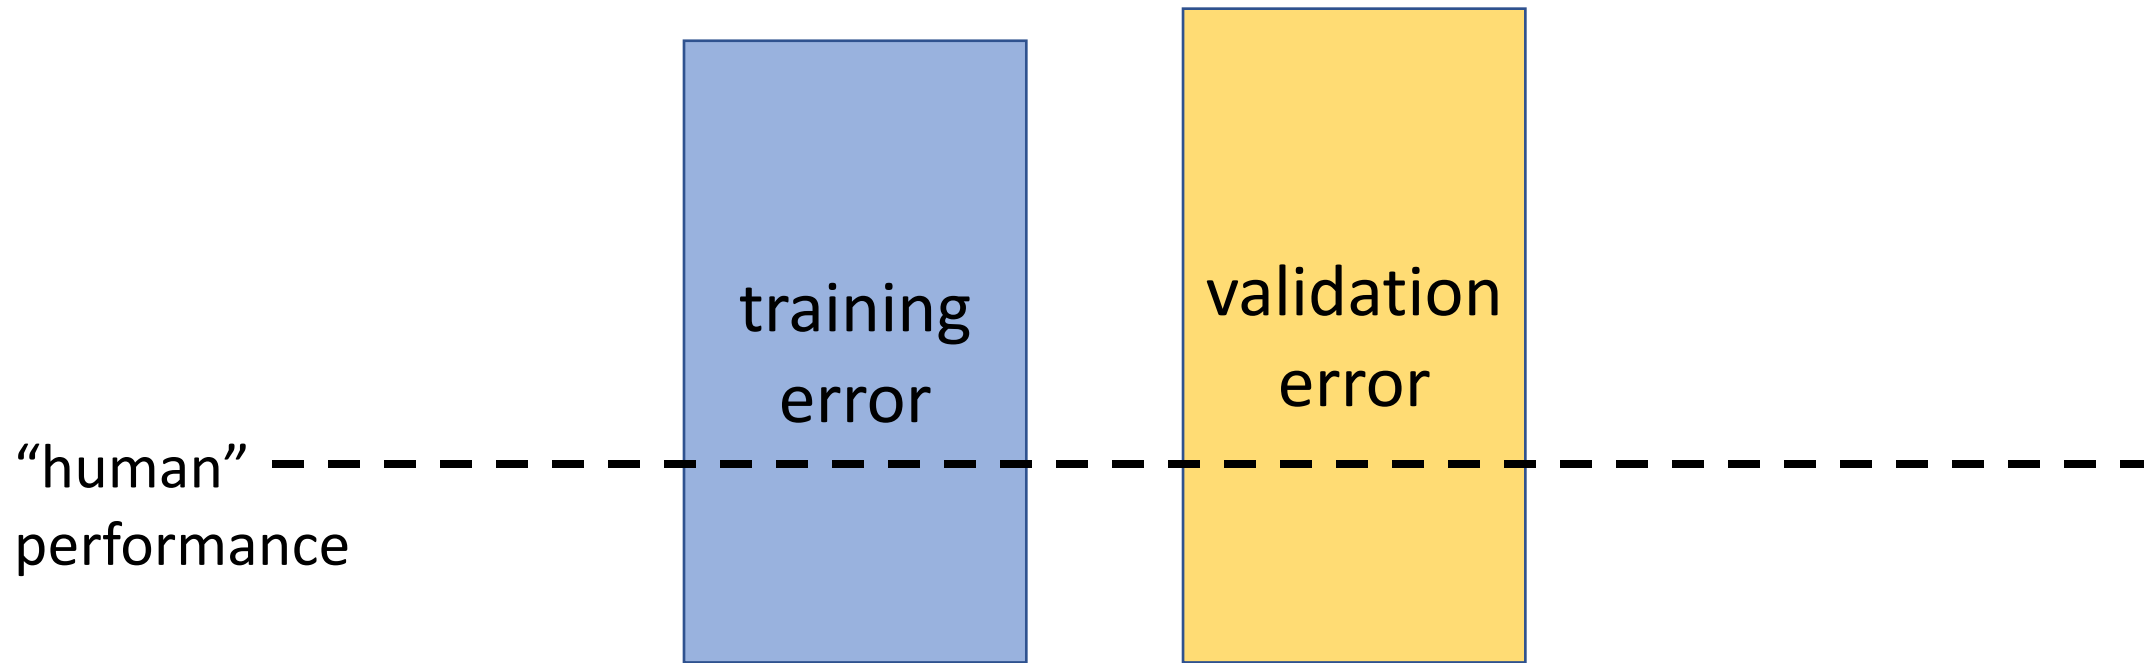 training
error
validation
error
“human”
performance